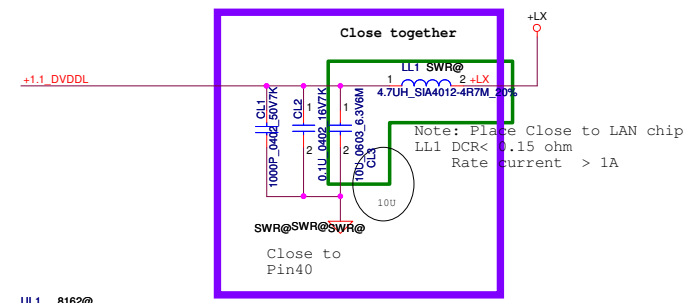 +LX
Close together
LL1 SWR@
+1.1_DVDDL
1 2 +LX
4.7UH_SIA4012-4R7M_20%
CL1
1000P_0402_50V7K
CL2
1
2
0.1U_0402_16V7K
1
2
10U_0603_6.3V6M
CL3
Note: Place Close to LAN chip
LL1 DCR< 0.15 ohm
Rate current > 1A
10U
SWR@ SWR@ SWR@
Close to
Pin40
UL1 8162@